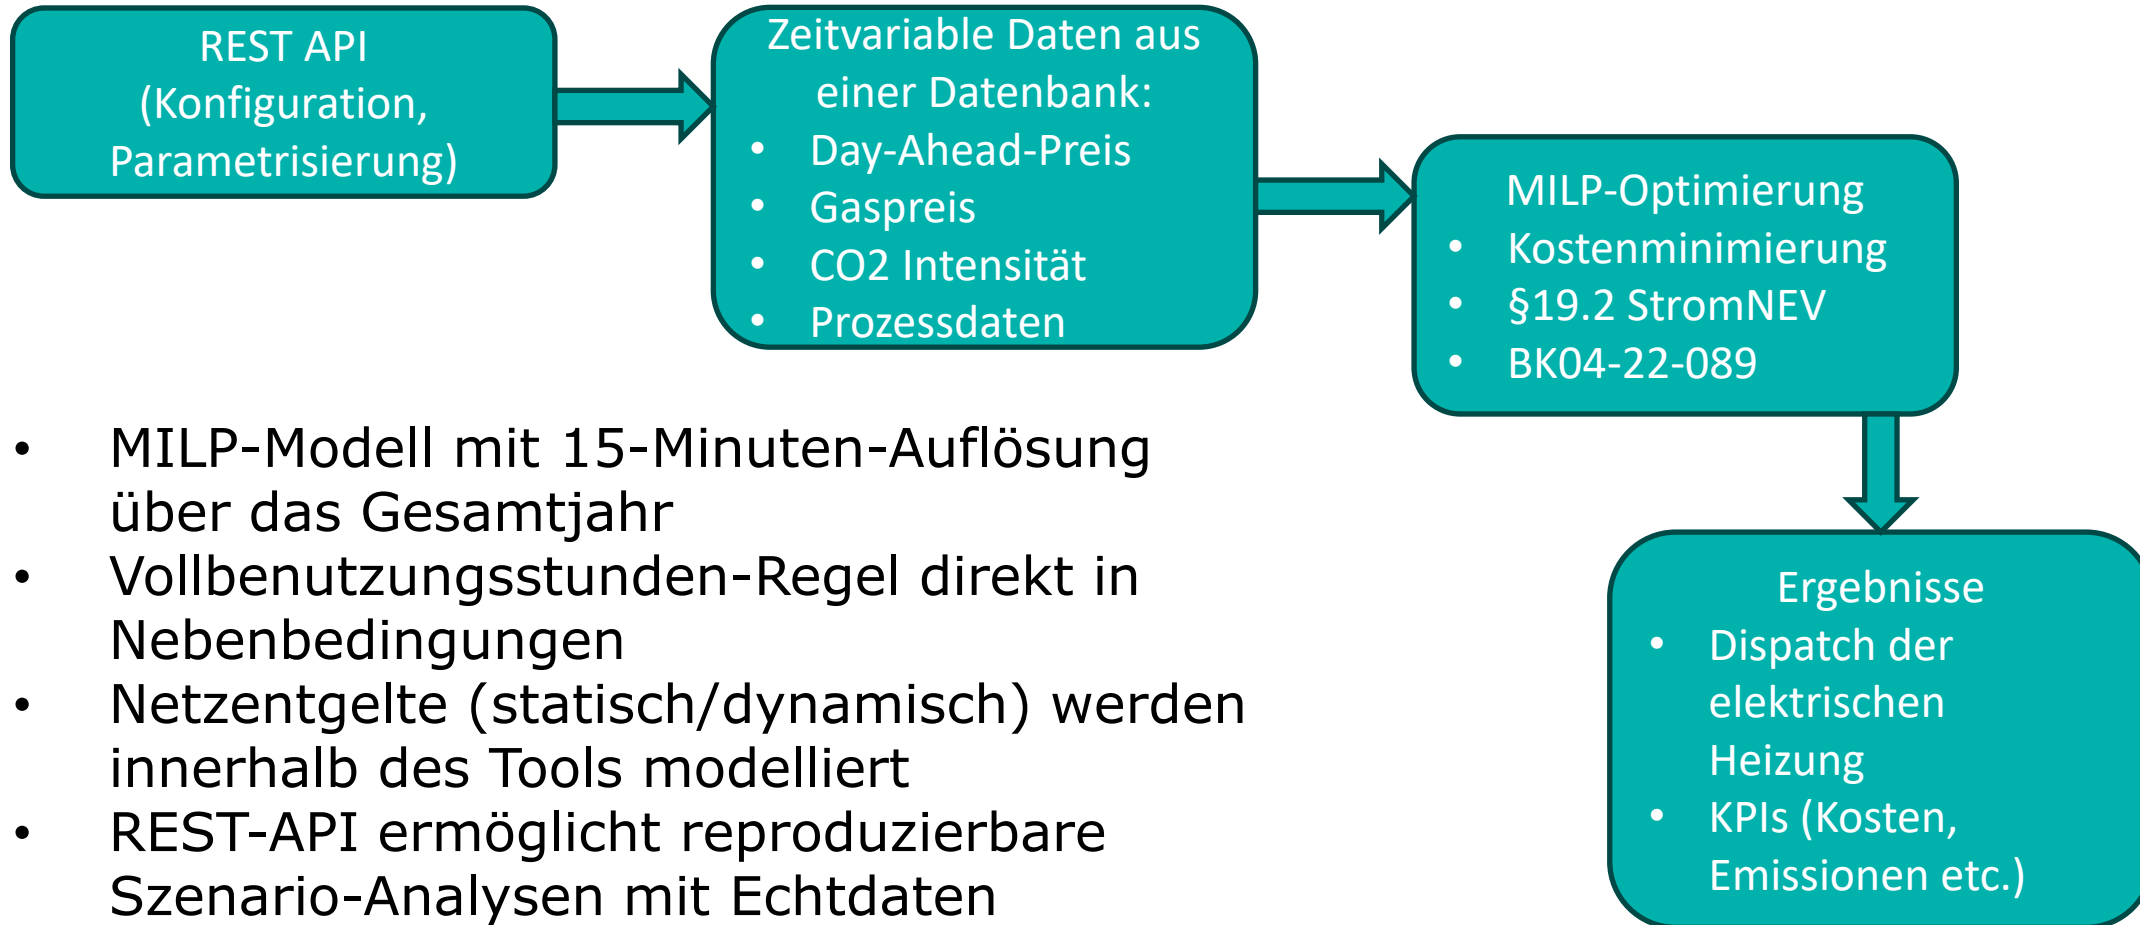 REST API
(Konfiguration,
Parametrisierung)
Zeitvariable Daten aus
einer Datenbank:
• Day-Ahead-Preis
• Gaspreis
• CO2 Intensität
• Prozessdaten
MILP-Optimierung
• Kostenminimierung
• §19.2 StromNEV
• BK04-22-089
• MILP-Modell mit 15-Minuten-Auflösung
über das Gesamtjahr
• Vollbenutzungsstunden-Regel direkt in
Nebenbedingungen
• Netzentgelte (statisch/dynamisch) werden
innerhalb des Tools modelliert
• REST-API ermöglicht reproduzierbare
Szenario-Analysen mit Echtdaten
Ergebnisse
• Dispatch der
elektrischen
Heizung
• KPIs (Kosten,
Emissionen etc.)